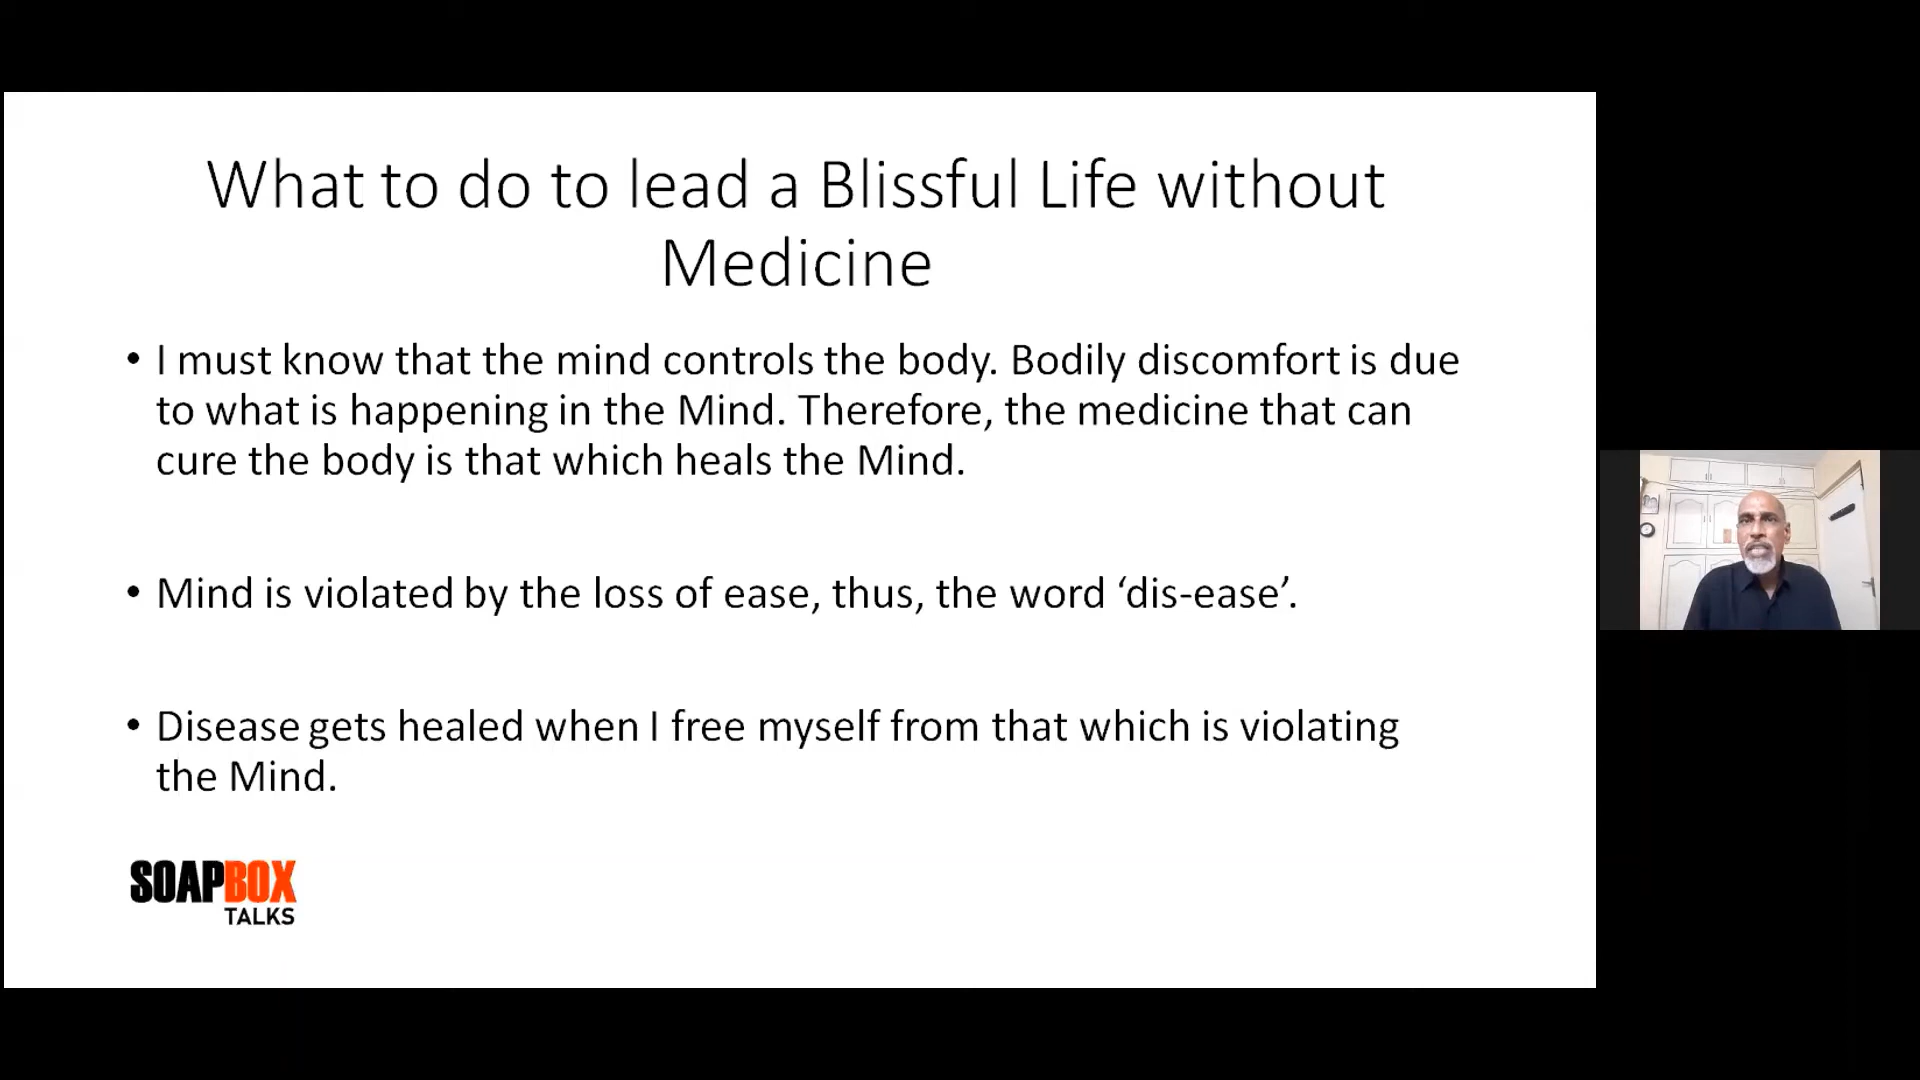 What to do to lead a Blissful Life without
Medicine
• I must know that the mind controls the body. Bodily discomfort is due
to what is happening in the Mind. Therefore, the medicine that can
cure the body is that which heals the Mind.
• Mind is violated by the loss of ease, thus, the word ‘dis-ease’.
• Disease gets healed when I free myself from that which is violating
the Mind.
SOAPBOX
TALKS